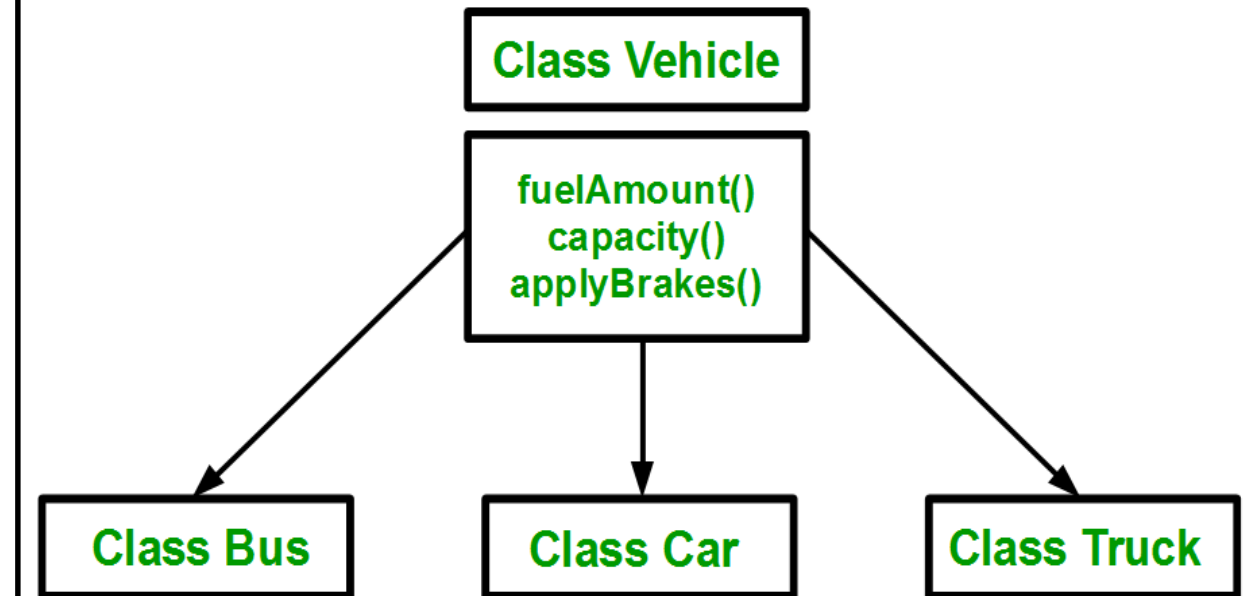 Class Vehicle
fuelAmount()
capacity()
applyBrakes()
Class Bus
Class Car
Class Truck